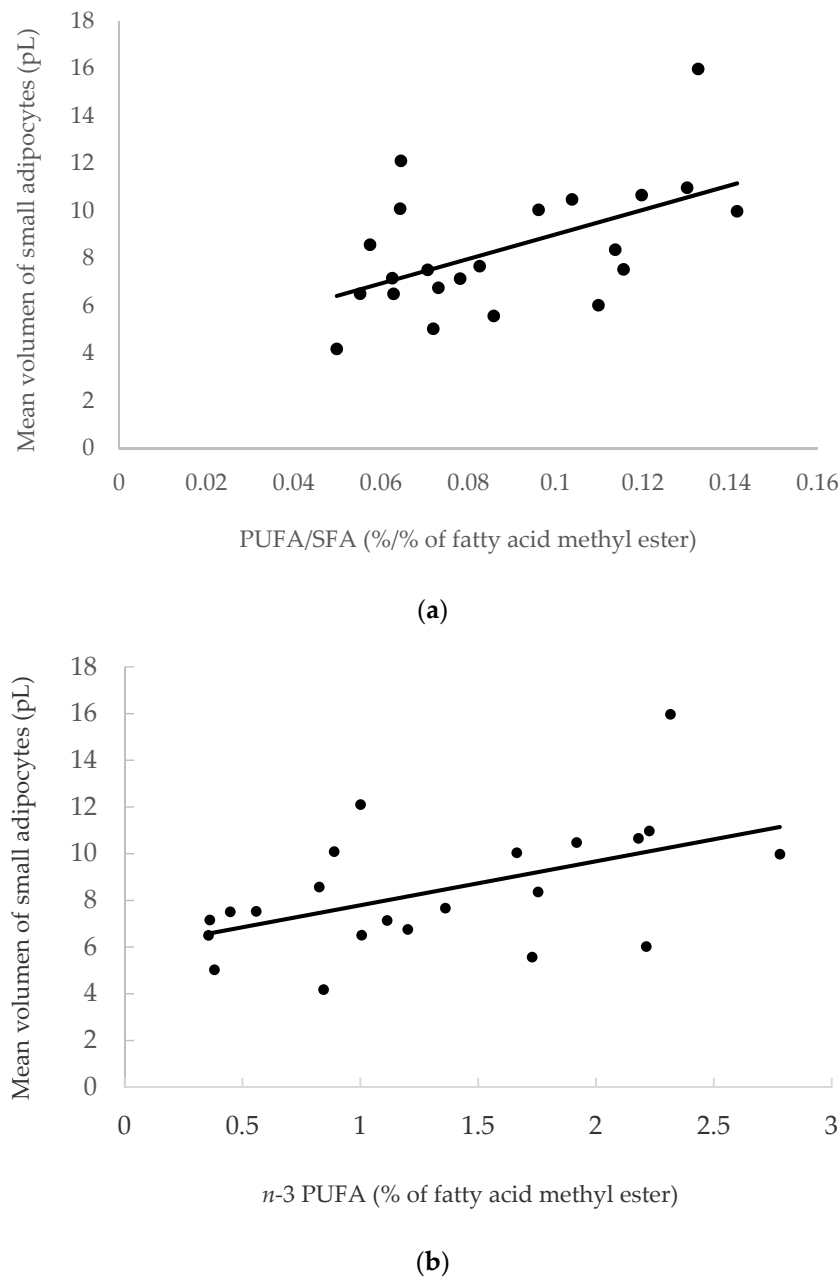 Mean volumen of small adipocytes (pL)
18
16
14
12
10
8
6
4
2
0
0 0.02 0.04 0.06 0.08 0.1 0.12 0.14 0.16
PUFA/SFA (%/% of fatty acid methyl ester)
(a)
Mean volumen of small adipocytes (pL)
18
16
14
12
10
8
6
4
2
0
0 0.5 1 1.5 2 2.5 3
n-3 PUFA (% of fatty acid methyl ester)
(b)